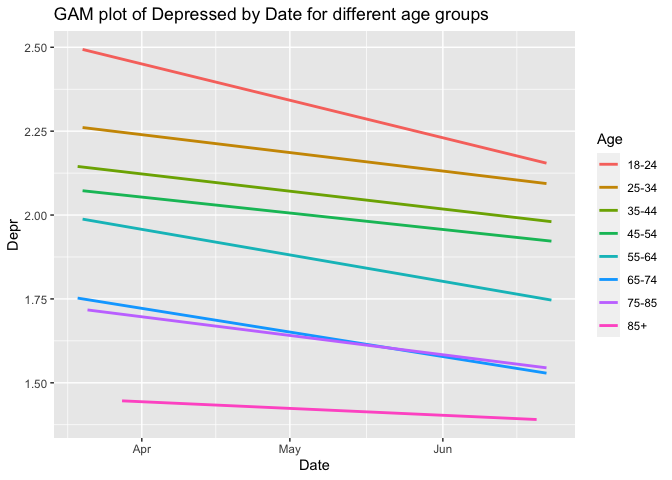 GAM plot of Depressed by Date for different age groups
2.50
2.25
2.00
1.75
1.50
Depr
Apr
May
Jun
Date
Age
18-24
25-34
35-44
45-54
55-64
65-74
75-85
85+